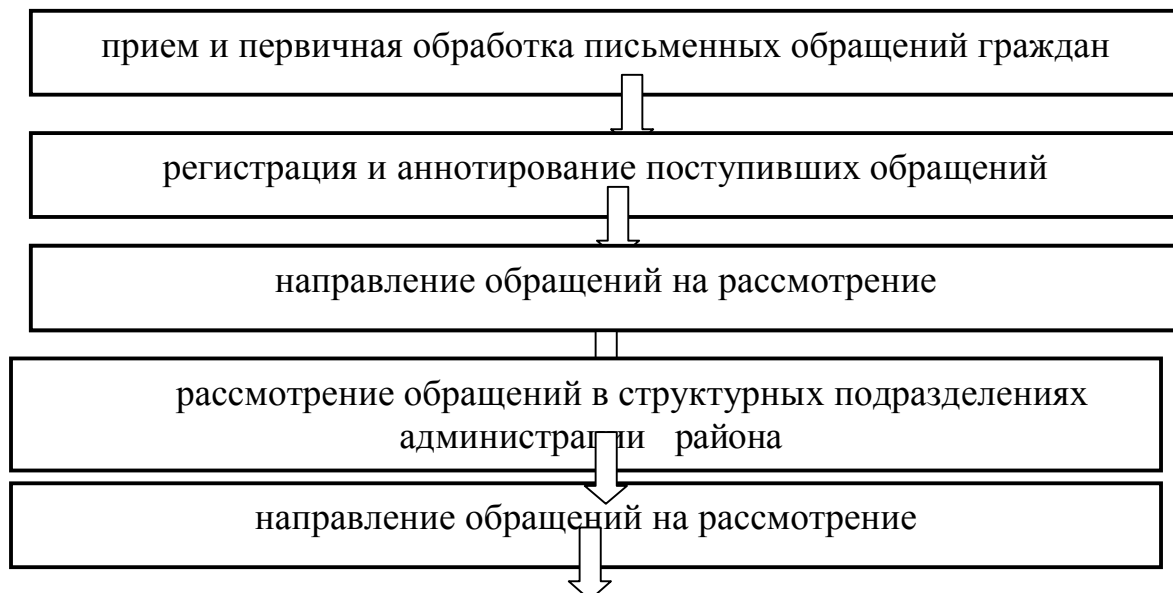 прием и первичная обработка письменных обращений граждан
регистрация и аннотирование поступивших обращений
направление обращений на рассмотрение
рассмотрение обращений в структурных подразделениях
администрации района
направление обращений на рассмотрение